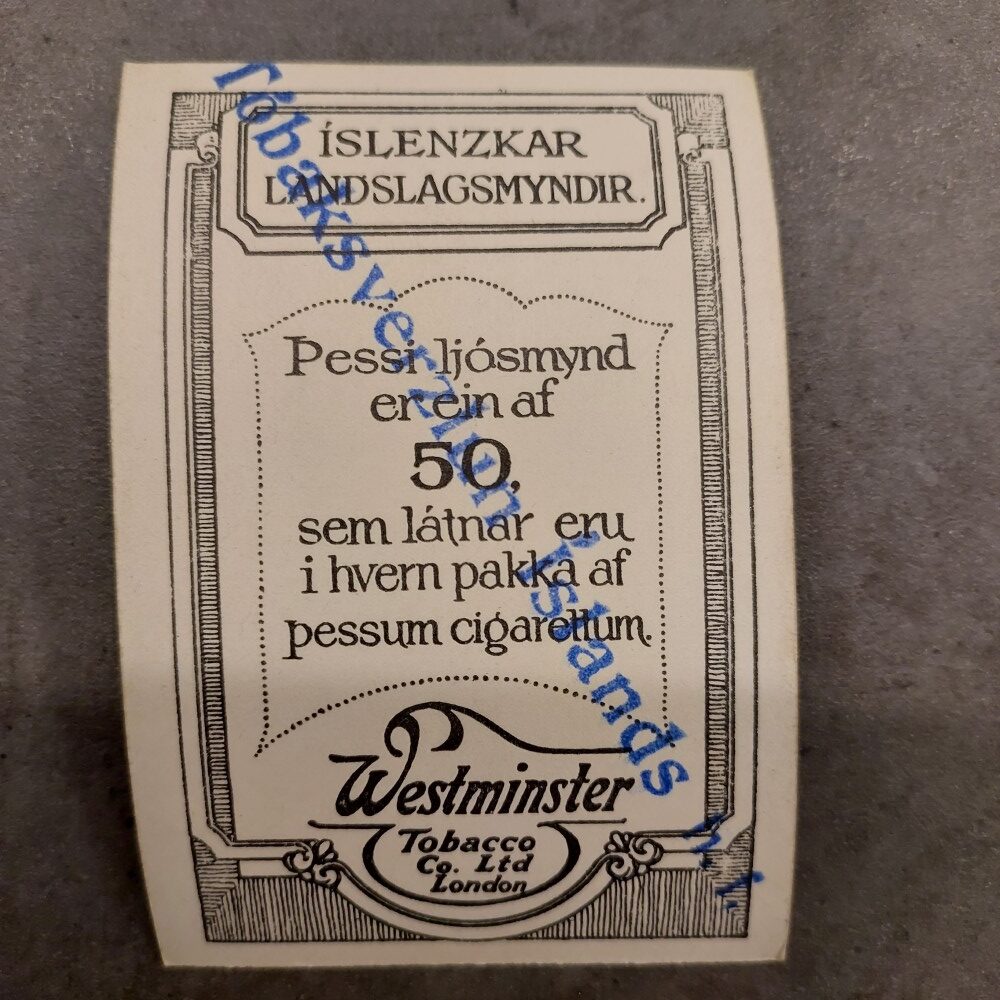 ÍSLENZKAR
LANDSLAGSMYNDIR.
Þessi ljósmynd
er ein af
50,
sem látnar eru
i hvern pakka af
þessum cigarettum.
Westminster
Tobacco
Co. Ltd
London
Tóbaksverzlun Íslands h.f.